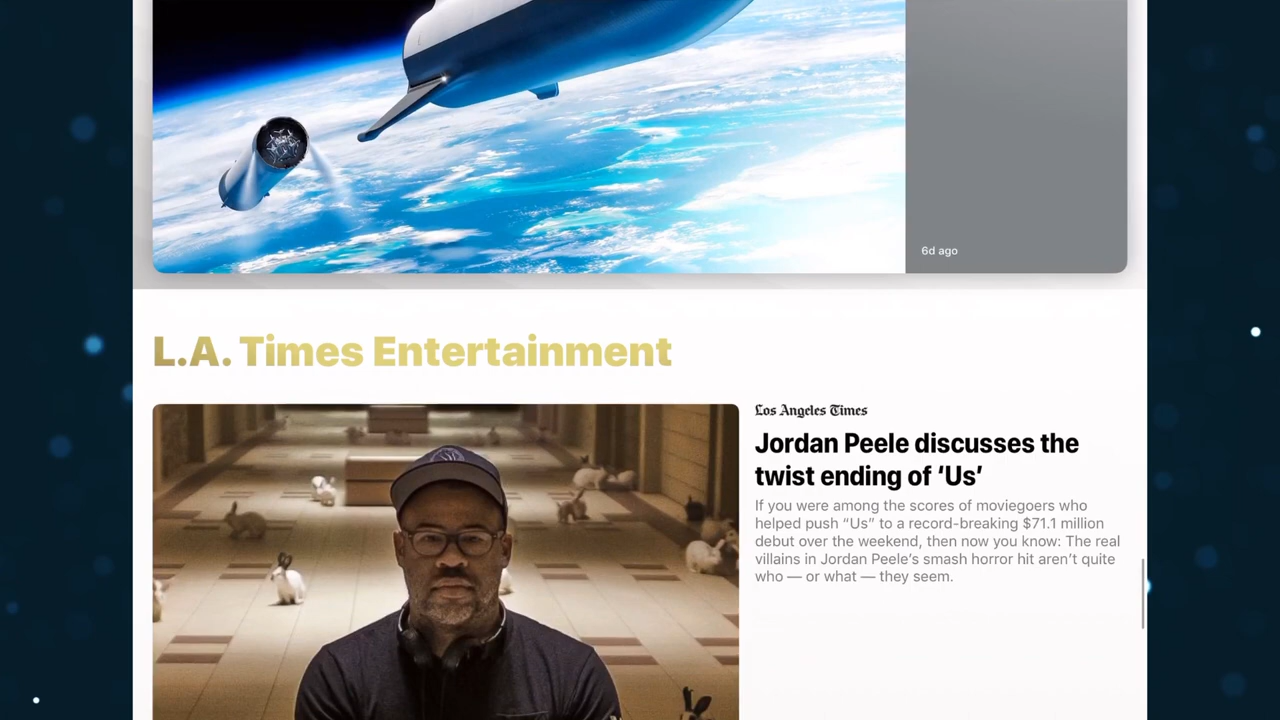 6d ago
L.A. Times Entertainment
Los Angeles Times
Jordan Peele discusses the
twist ending of ‘Us’
If you were among the scores of moviegoers who
helped push “Us” to a record-breaking $71.1 million
debut over the weekend, then now you know: The real
villains in Jordan Peele’s smash horror hit aren’t quite
who — or what — they seem.